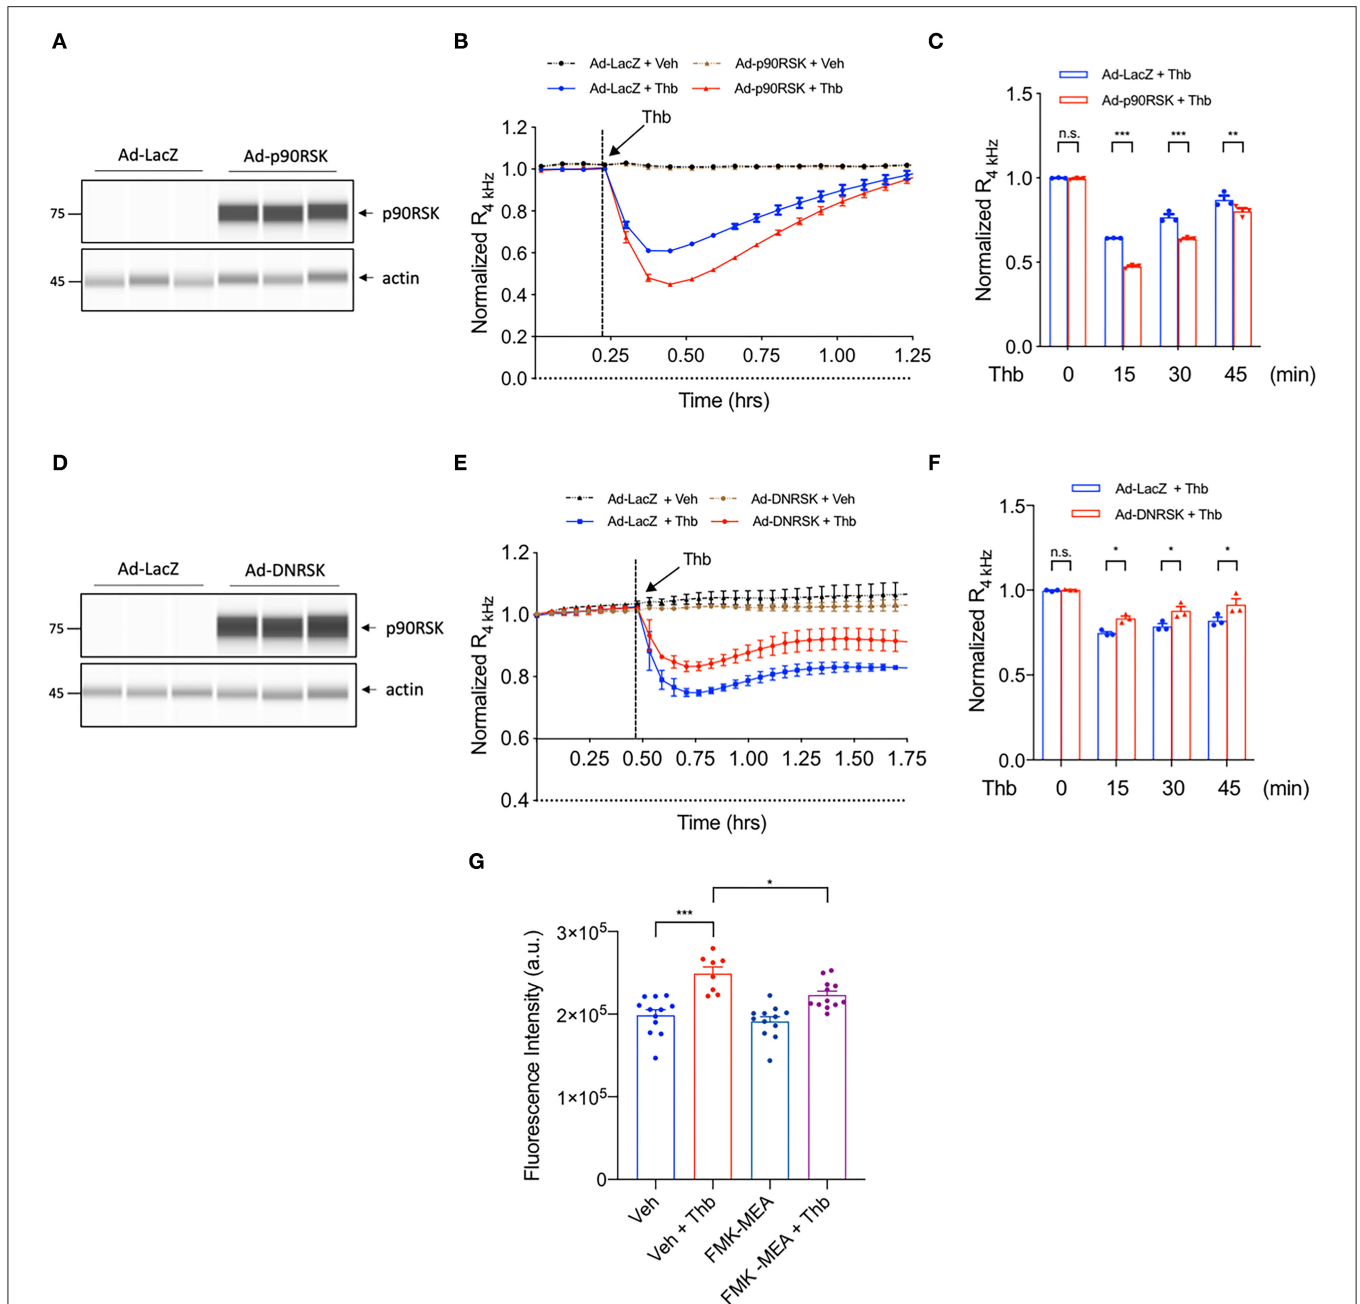 A
Ad-LacZ Ad-p90RSK
75 p90RSK
45 actin
B
Ad-LacZ + Veh Ad-p90RSK + Veh
Ad-LacZ + Thb Ad-p90RSK + Thb
Thb
Normalized R4 kHz
1.2
1.0
0.8
0.6
0.4
0.2
0.0
0.25 0.50 0.75 1.00 1.25
Time (hrs)
C
Ad-LacZ + Thb
Ad-p90RSK + Thb
1.5
1.0
0.5
0.0
n.s. *** *** **
Normalized R4 kHz
Thb 0 15 30 45 (min)
D
Ad-LacZ Ad-DNRSK
75 p90RSK
45 actin
E
Ad-LacZ + Veh Ad-DNRSK + Veh
Ad-LacZ + Thb Ad-DNRSK + Thb
Thb
Normalized R4 kHz
1.2
1.0
0.8
0.6
0.4
0.25 0.50 0.75 1.00 1.25 1.50 1.75
Time (hrs)
F
Ad-LacZ + Thb
Ad-DNRSK + Thb
1.5
1.0
0.5
0.0
n.s. * * *
Normalized R4 kHz
Thb 0 15 30 45 (min)
G
*
***
Fluorescence Intensity (a.u.)
3×10⁵
2×10⁵
1×10⁵
0
Veh
Veh + Thb
FMK-MEA
FMK -MEA + Thb